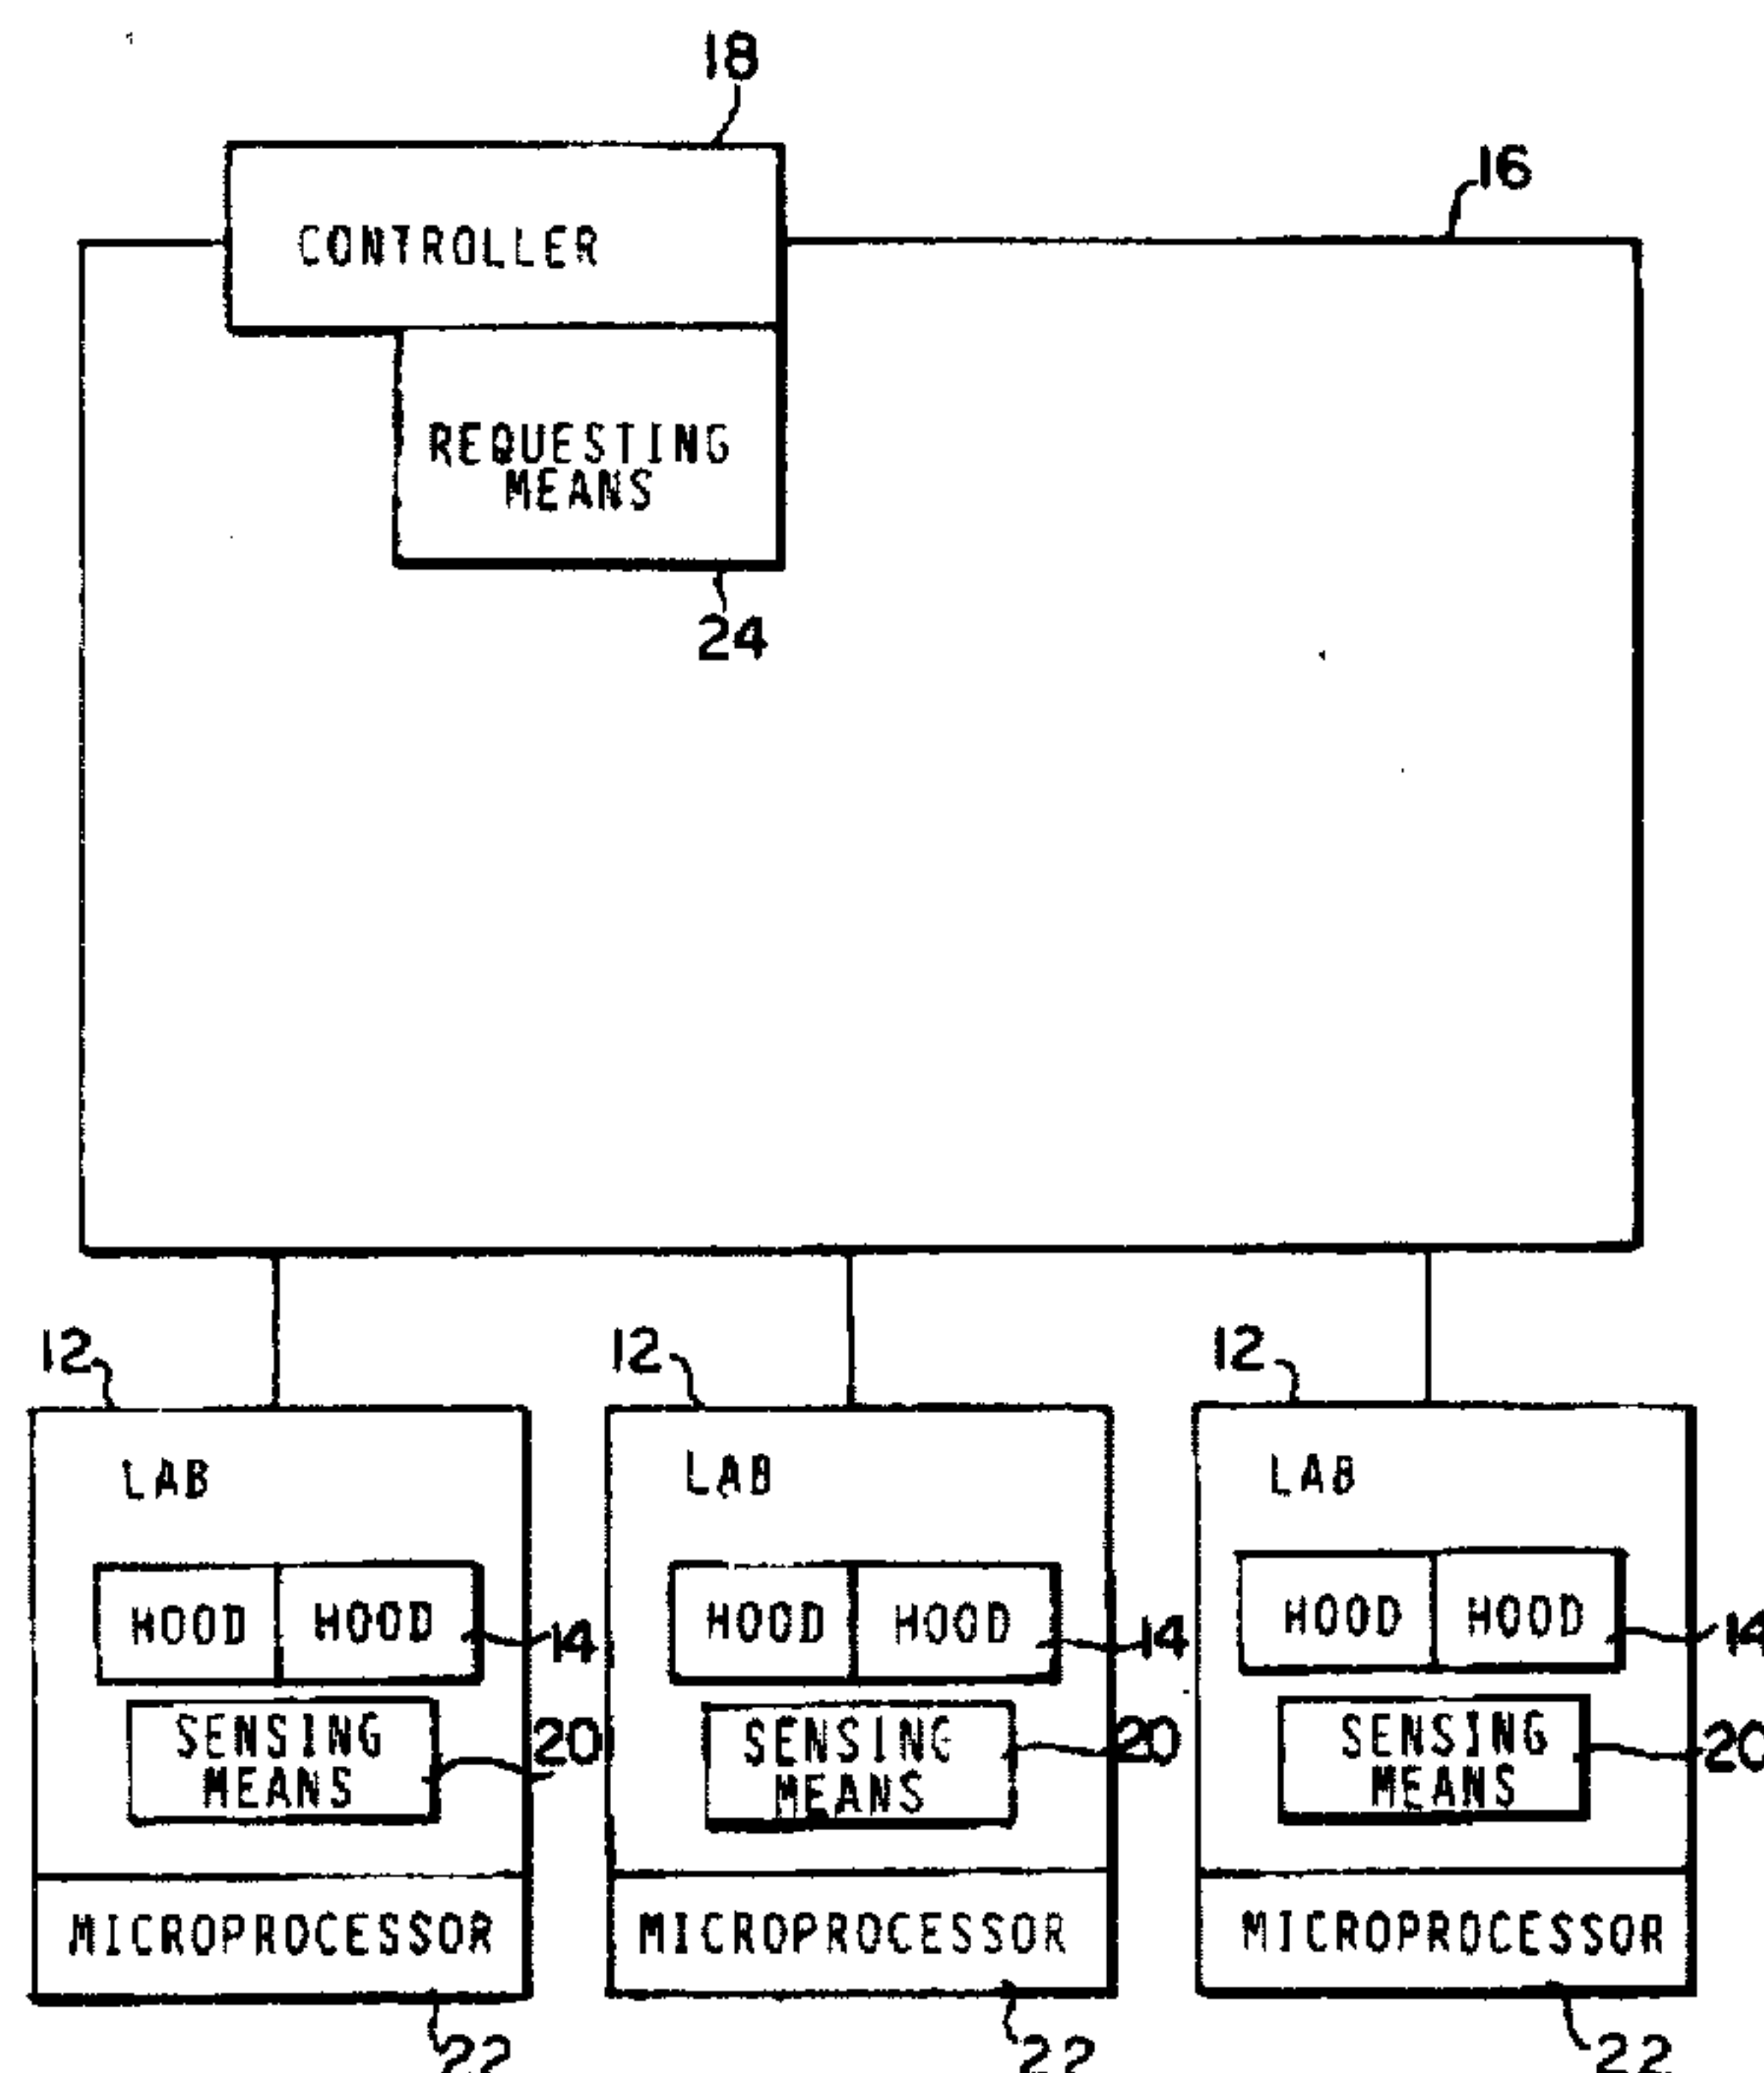 18
16
CONTROLLER
REQUESTING
MEANS
24
12 12 12
LAB LAB LAB
HOOD HOOD 14 HOOD HOOD 14 HOOD HOOD 14
SENSING 20 SENSING 20 SENSING 20
MEANS MEANS MEANS
MICROPROCESSOR MICROPROCESSOR MICROPROCESSOR
22 22 22